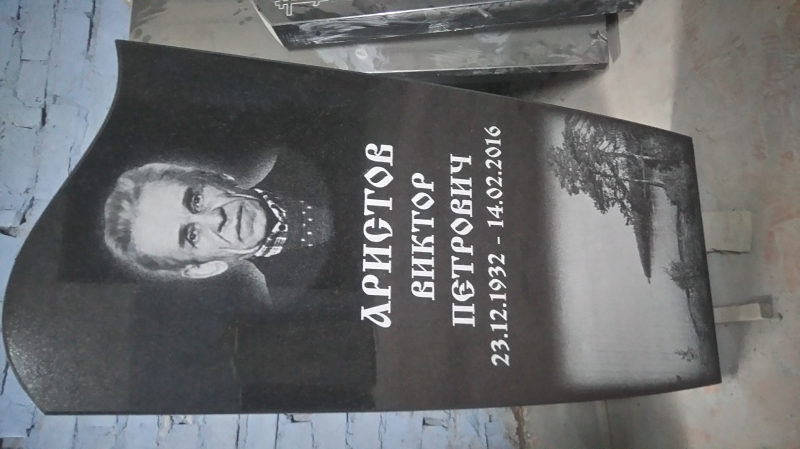 АРИСТОВ
ВИКТОР
ПЕТРОВИЧ
23.12.1932 - 14.02.2016